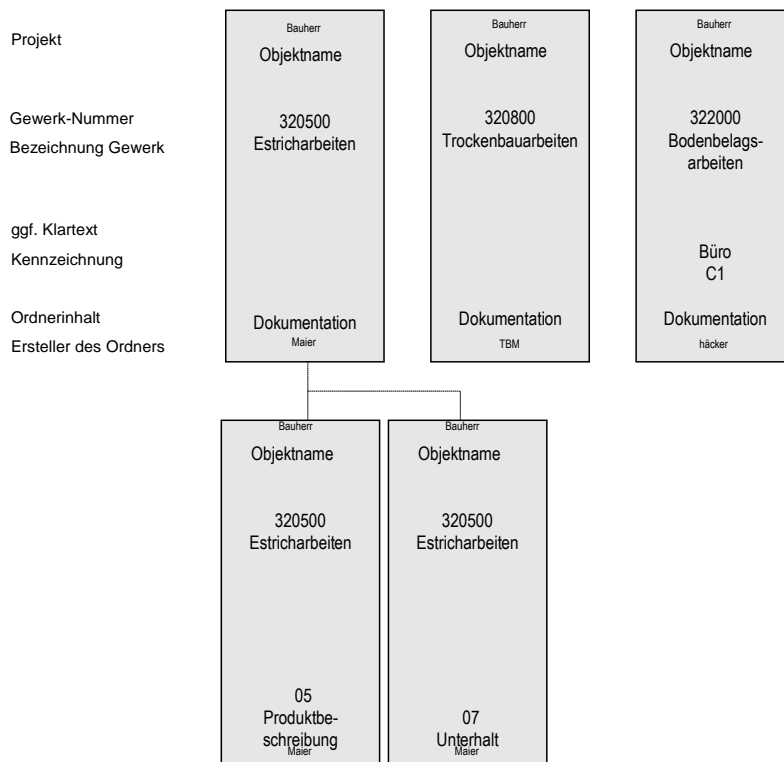 Projekt
Gewerk-Nummer
Bezeichnung Gewerk
ggf. Klartext
Kennzeichnung
Ordnerinhalt
Ersteller des Ordners
Bauherr
Objektname
320500
Estricharbeiten
Dokumentation
Maier
Bauherr
Objektname
320800
Trockenbauarbeiten
Dokumentation
TBM
Bauherr
Objektname
322000
Bodenbelags-
arbeiten
Büro
C1
Dokumentation
häcker
Bauherr
Objektname
320500
Estricharbeiten
05
Produktbe-
schreibung
Maier
Bauherr
Objektname
320500
Estricharbeiten
07
Unterhalt
Maier